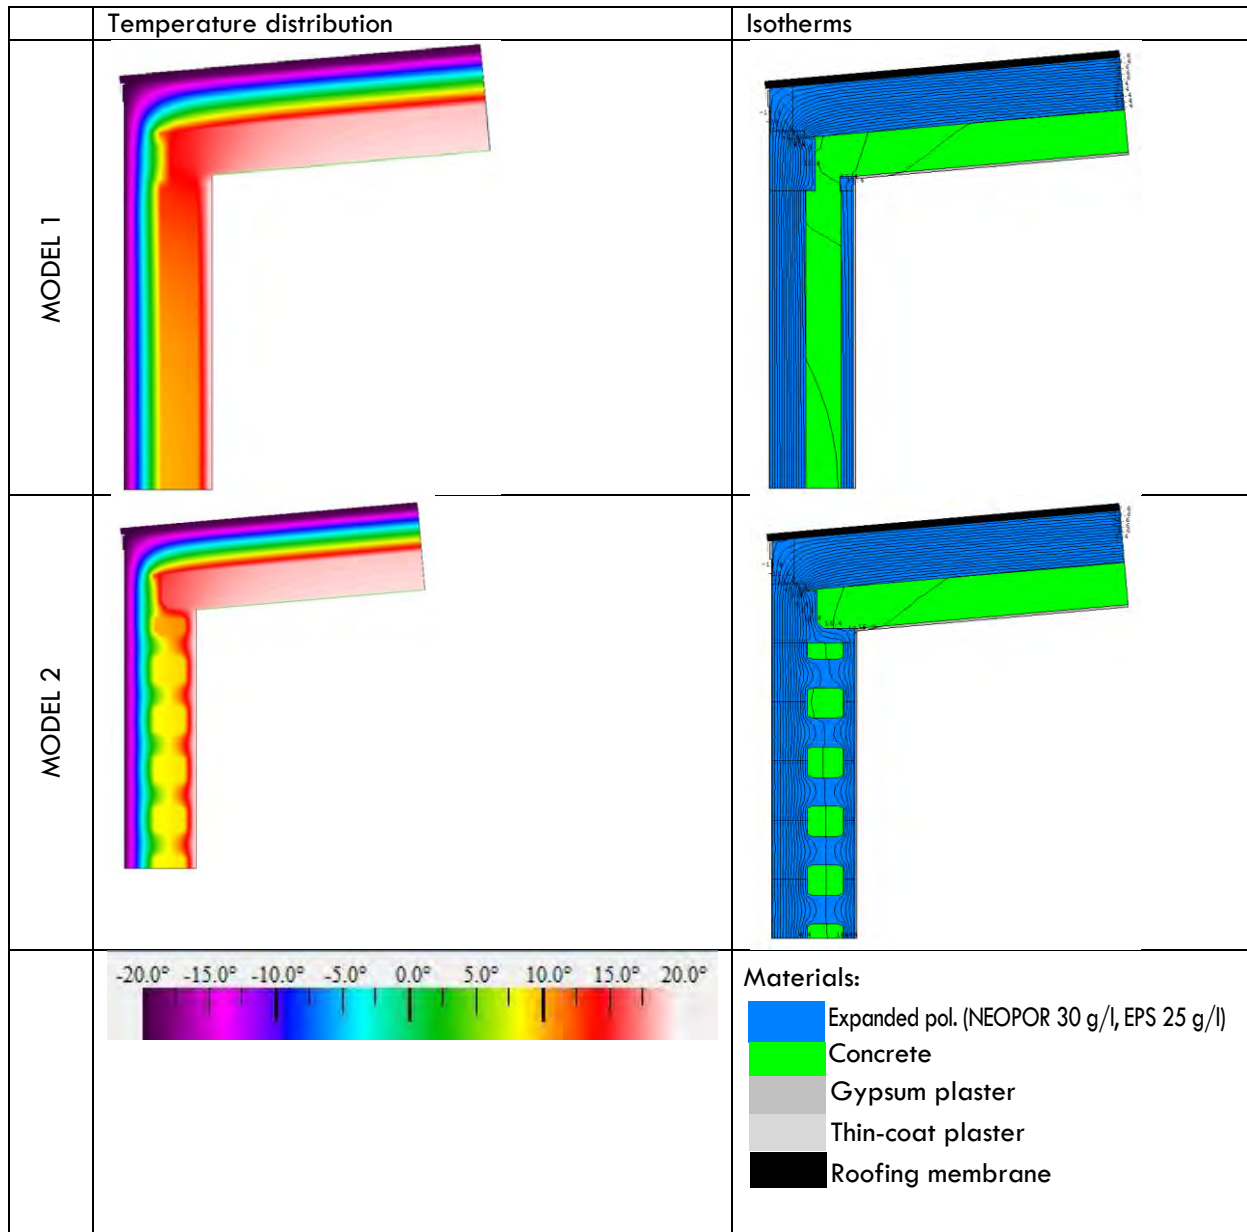 Temperature distribution
Isotherms
MODEL 1
MODEL 2
-20.0° -15.0° -10.0° -5.0° 0.0° 5.0° 10.0° 15.0° 20.0°
Materials:
Expanded pol. (NEOPOR 30 g/l, EPS 25 g/l)
Concrete
Gypsum plaster
Thin-coat plaster
Roofing membrane